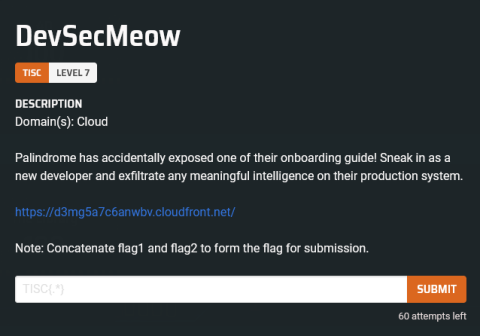 DevSecMeow
TISC LEVEL 7
DESCRIPTION
Domain(s): Cloud
Palindrome has accidentally exposed one of their onboarding guide! Sneak in as a
new developer and exfiltrate any meaningful intelligence on their production system.
https://d3mg5a7c6anwbv.cloudfront.net/
Note: Concatenate flag1 and flag2 to form the flag for submission.
TISC{.*} SUBMIT
60 attempts left